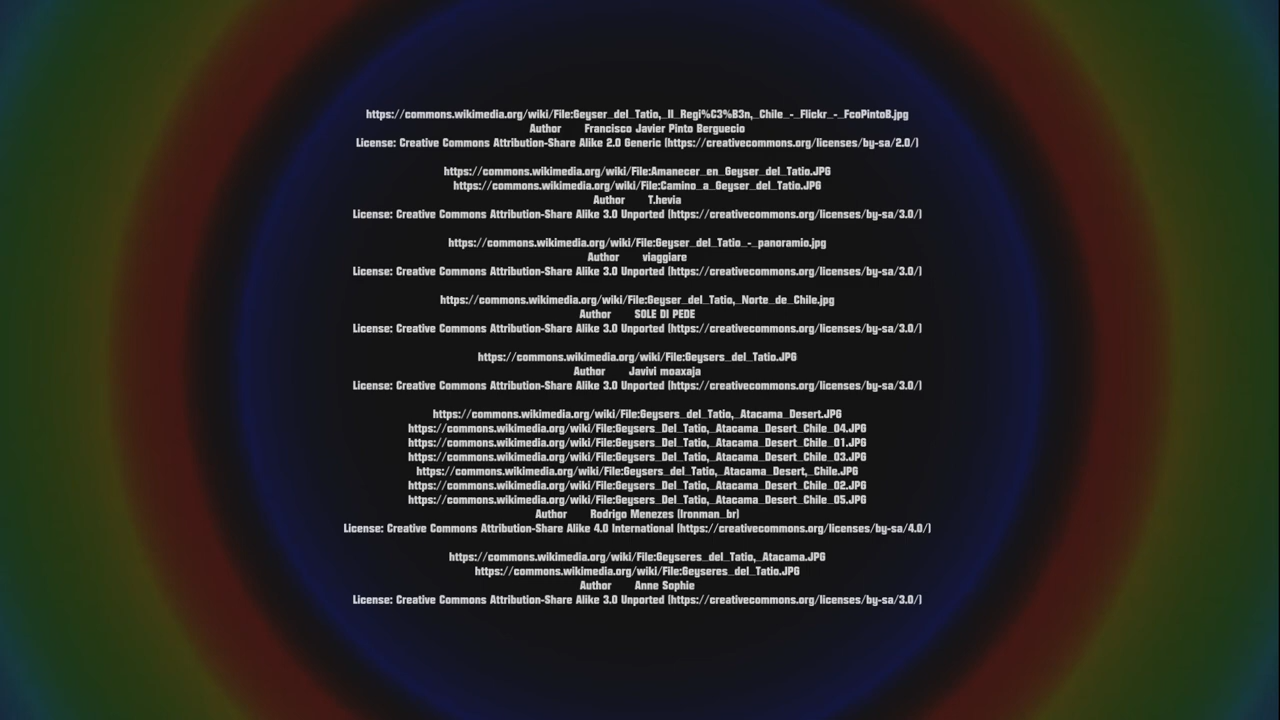 https://commons.wikimedia.org/wiki/File:Geyser_del_Tatio,_II_Regi%C3%B3n,_Chile_-_Flickr_-_FcoPintoB.jpg
Author Francisco Javier Pinto Berguecio
License: Creative Commons Attribution-Share Alike 2.0 Generic (https://creativecommons.org/licenses/by-sa/2.0/)
https://commons.wikimedia.org/wiki/File:Amanecer_en_Geyser_del_Tatio.JPG
https://commons.wikimedia.org/wiki/File:Camino_a_Geyser_del_Tatio.JPG
Author T.hevia
License: Creative Commons Attribution-Share Alike 3.0 Unported (https://creativecommons.org/licenses/by-sa/3.0/)
https://commons.wikimedia.org/wiki/File:Geyser_del_Tatio_-_panoramio.jpg
Author viaggiare
License: Creative Commons Attribution-Share Alike 3.0 Unported (https://creativecommons.org/licenses/by-sa/3.0/)
https://commons.wikimedia.org/wiki/File:Geyser_del_Tatio,_Norte_de_Chile.jpg
Author SOLE DI PEDE
License: Creative Commons Attribution-Share Alike 3.0 Unported (https://creativecommons.org/licenses/by-sa/3.0/)
https://commons.wikimedia.org/wiki/File:Geysers_del_Tatio.JPG
Author Javivi moaxaja
License: Creative Commons Attribution-Share Alike 3.0 Unported (https://creativecommons.org/licenses/by-sa/3.0/)
https://commons.wikimedia.org/wiki/File:Geysers_del_Tatio,_Atacama_Desert.JPG
https://commons.wikimedia.org/wiki/File:Geysers_Del_Tatio,_Atacama_Desert_Chile_04.JPG
https://commons.wikimedia.org/wiki/File:Geysers_Del_Tatio,_Atacama_Desert_Chile_01.JPG
https://commons.wikimedia.org/wiki/File:Geysers_Del_Tatio,_Atacama_Desert_Chile_03.JPG
https://commons.wikimedia.org/wiki/File:Geysers_del_Tatio,_Atacama_Desert,_Chile.JPG
https://commons.wikimedia.org/wiki/File:Geysers_Del_Tatio,_Atacama_Desert_Chile_02.JPG
https://commons.wikimedia.org/wiki/File:Geysers_Del_Tatio,_Atacama_Desert_Chile_05.JPG
Author Rodrigo Menezes (Ironman_br)
License: Creative Commons Attribution-Share Alike 4.0 International (https://creativecommons.org/licenses/by-sa/4.0/)
https://commons.wikimedia.org/wiki/File:Geyseres_del_Tatio,_Atacama.JPG
https://commons.wikimedia.org/wiki/File:Geyseres_del_Tatio.JPG
Author Anne Sophie
License: Creative Commons Attribution-Share Alike 3.0 Unported (https://creativecommons.org/licenses/by-sa/3.0/)